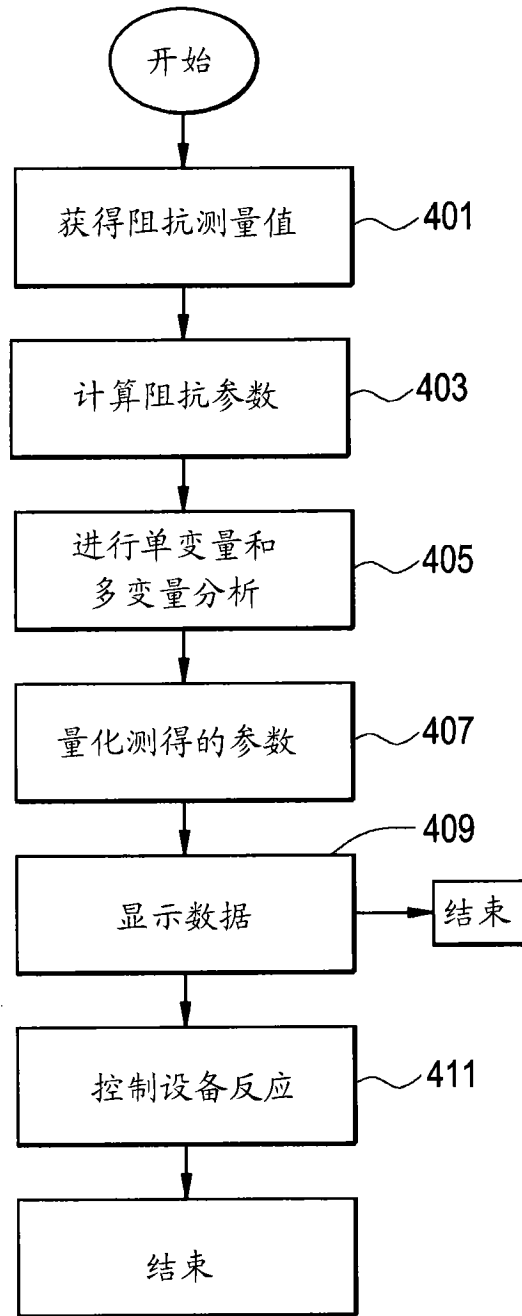 开始
获得阻抗测量值
401
计算阻抗参数
403
进行单变量和
多变量分析
405
量化测得的参数
407
409
显示数据
结束
控制设备反应
411
结束